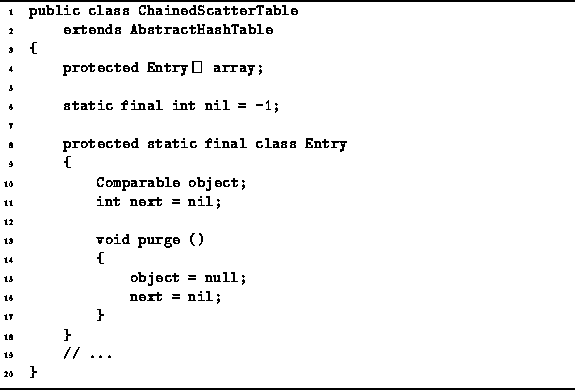 1 public class ChainedScatterTable
2 extends AbstractHashTable
3 {
4 protected Entry[] array;
5
6 static final int nil = -1;
7
8 protected static final class Entry
9 {
10 Comparable object;
11 int next = nil;
12
13 void purge ()
14 {
15 object = null;
16 next = nil;
17 }
18 }
19 // ...
20 }